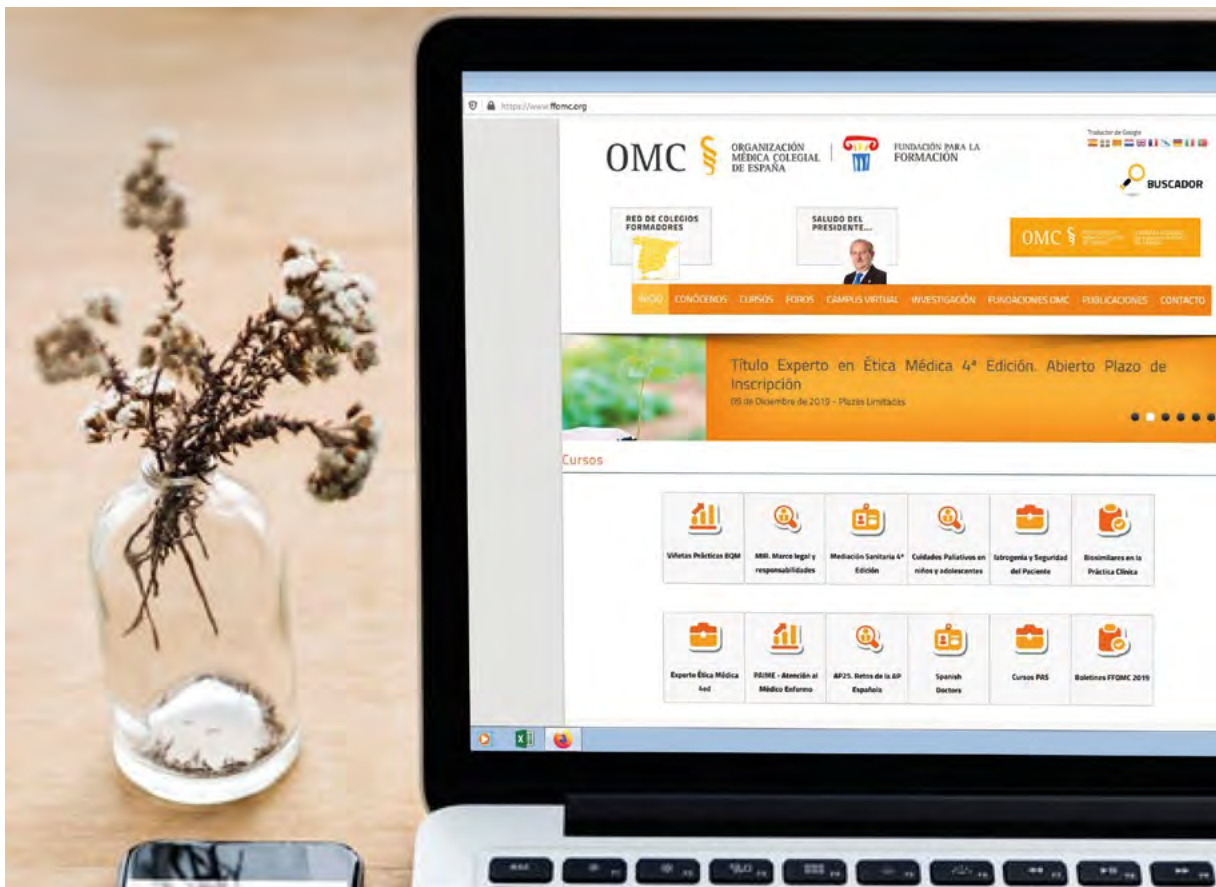 https://www.ffomc.org
OMC
ORGANIZACIÓN
MÉDICA COLEGIAL
DE ESPAÑA
FUNDACIÓN PARA LA
FORMACIÓN
Traductor de Google
BUSCADOR
RED DE COLEGIOS
FORMADORES
SALUDO DEL
PRESIDENTE...
OMC
INICIO CONÓCENOS CURSOS FOROS CAMPUS VIRTUAL INVESTIGACIÓN FUNDACIONES OMC PUBLICACIONES CONTACTO
Título Experto en Ética Médica 4ª Edición. Abierto Plazo de
Inscripción
de Diciembre de 2019 - Plazas Limitadas
Cursos
Viñetas Prácticas BQM
MIR. Marco legal y
responsabilidades
Mediación Sanitaria 4ª
Edición
Cuidados Paliativos en
niños y adolescentes
Iatrogenia y Seguridad
del Paciente
Biosimilares en la
Práctica Clínica
Experto Ética Médica
4ed
PAIME - Atención al
Médico Enfermo
AP25. Retos de la AP
Española
Spanish
Doctors
Cursos PAS
Boletines FFOMC 2019